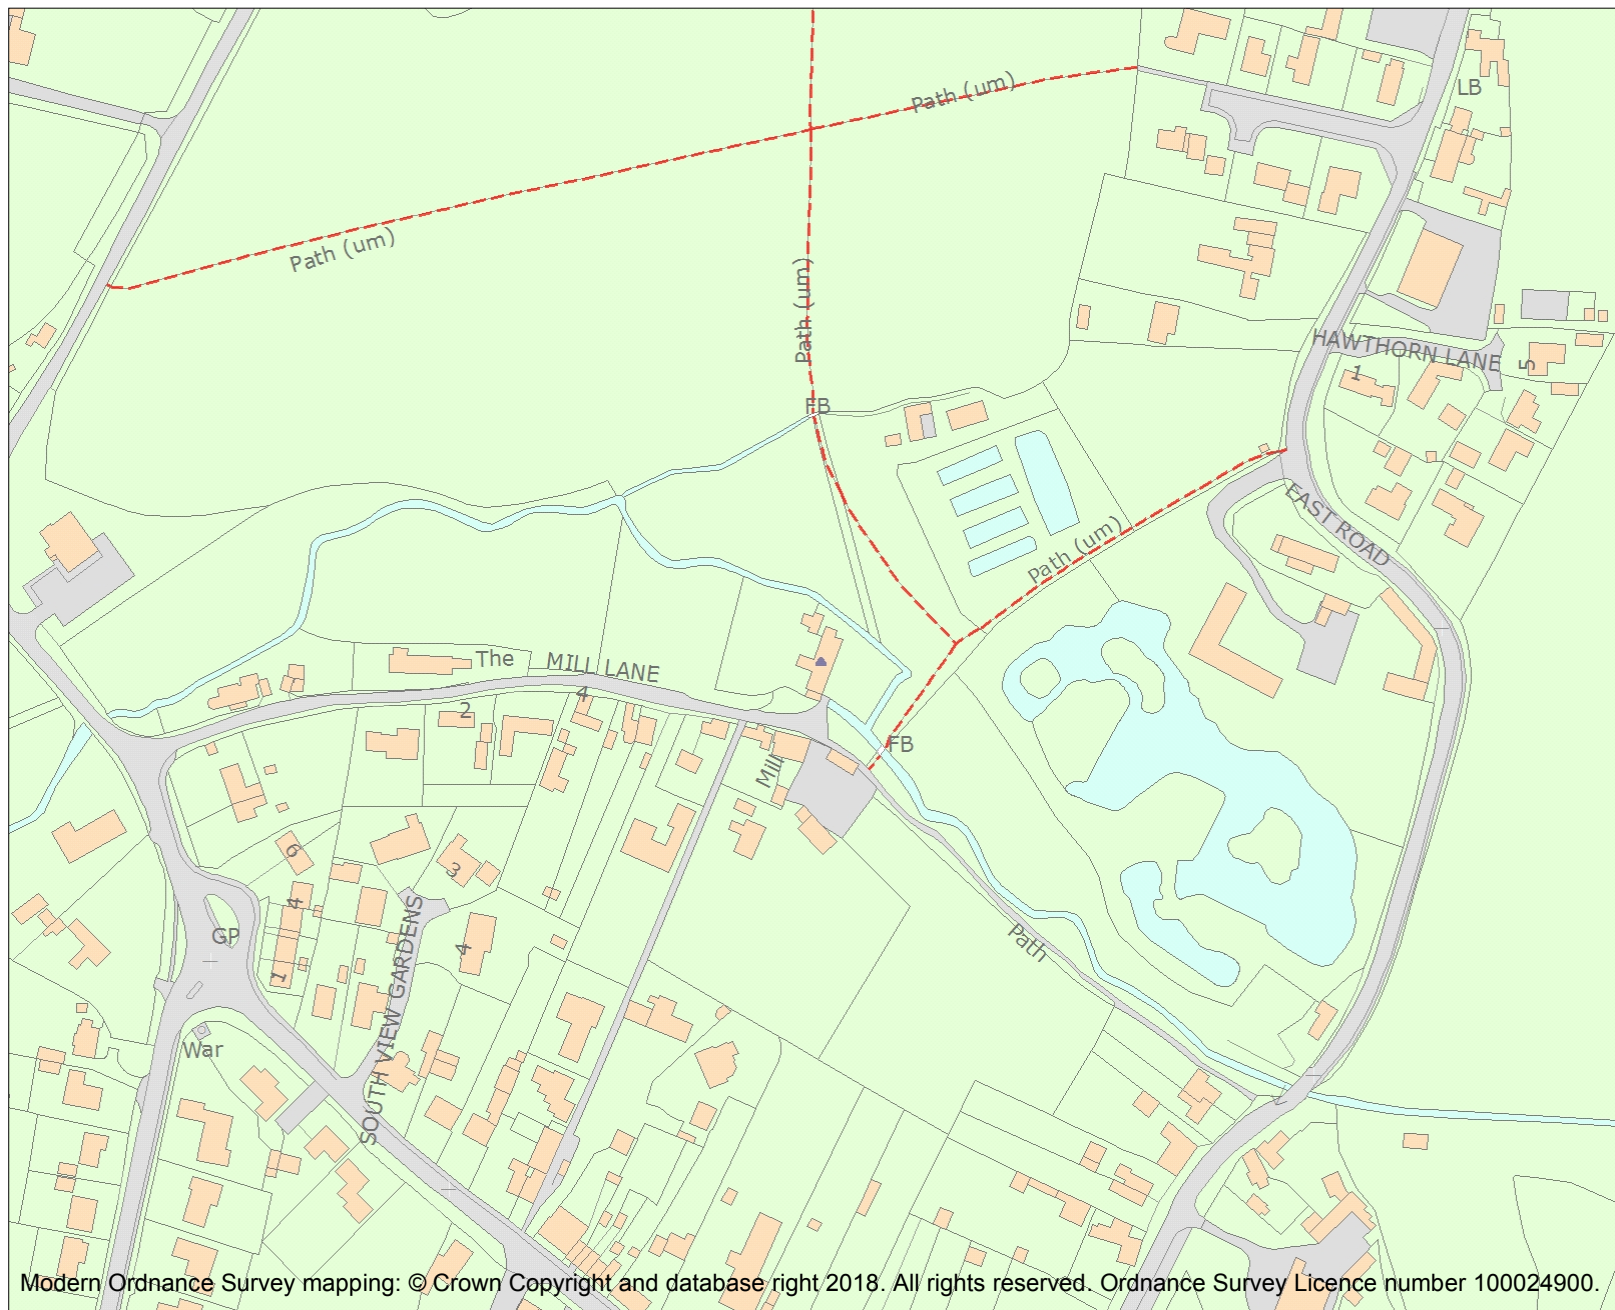 Path (um)
LB
Path (um)
Path (um)
HAWTHORN LANE
1
5
FB
EAST ROAD
Path (um)
The
MILL LANE
4
2
FB
Mill
6
3
4
GP
SOUTH VIEW GARDENS
4
1
Path
War
Modern Ordnance Survey mapping: © Crown Copyright and database right 2018. All rights reserved. Ordnance Survey Licence number 100024900.